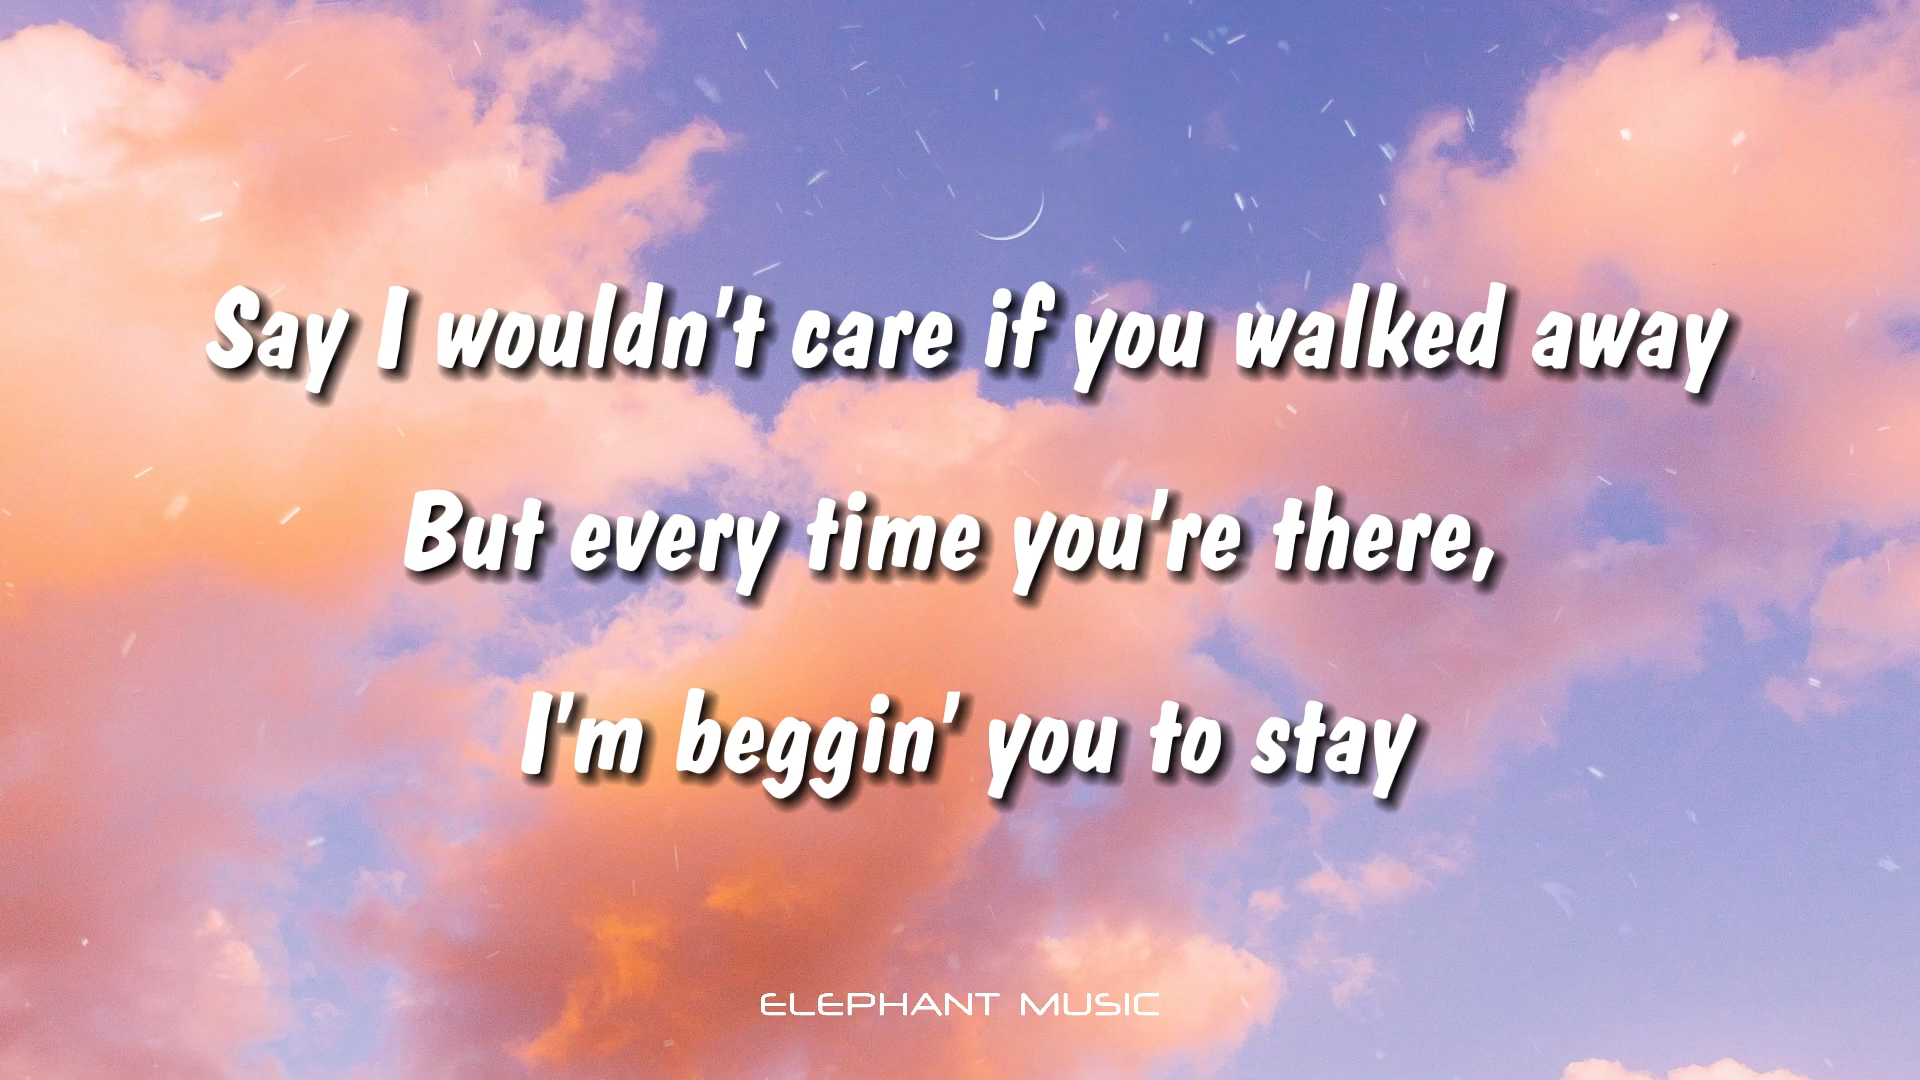 Say I wouldn't care if you walked away
But every time you're there,
I'm beggin' you to stay
ELEPHANT MUSIC